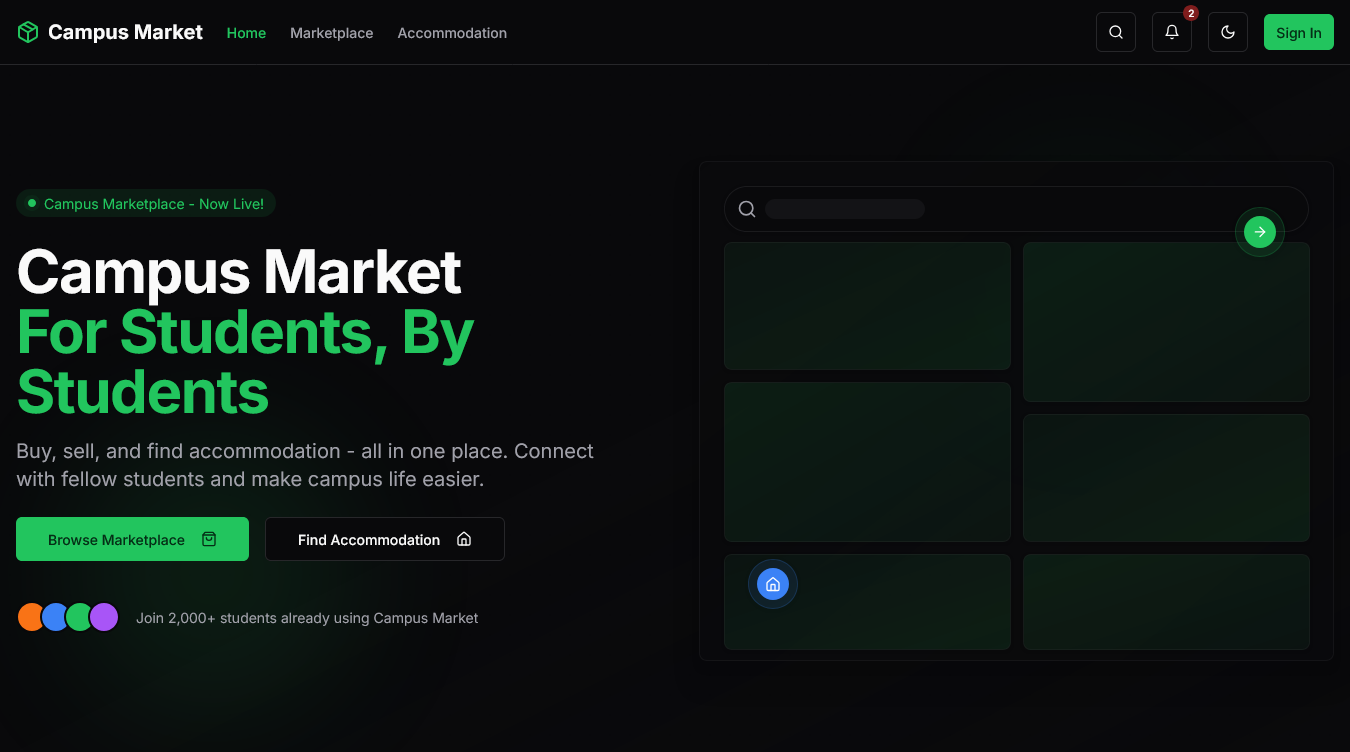 Campus Market
Home
Marketplace
Accommodation
2
Sign In
Campus Marketplace - Now Live!
Campus Market
For Students, By
Students
Buy, sell, and find accommodation - all in one place. Connect
with fellow students and make campus life easier.
Browse Marketplace
Find Accommodation
Join 2,000+ students already using Campus Market